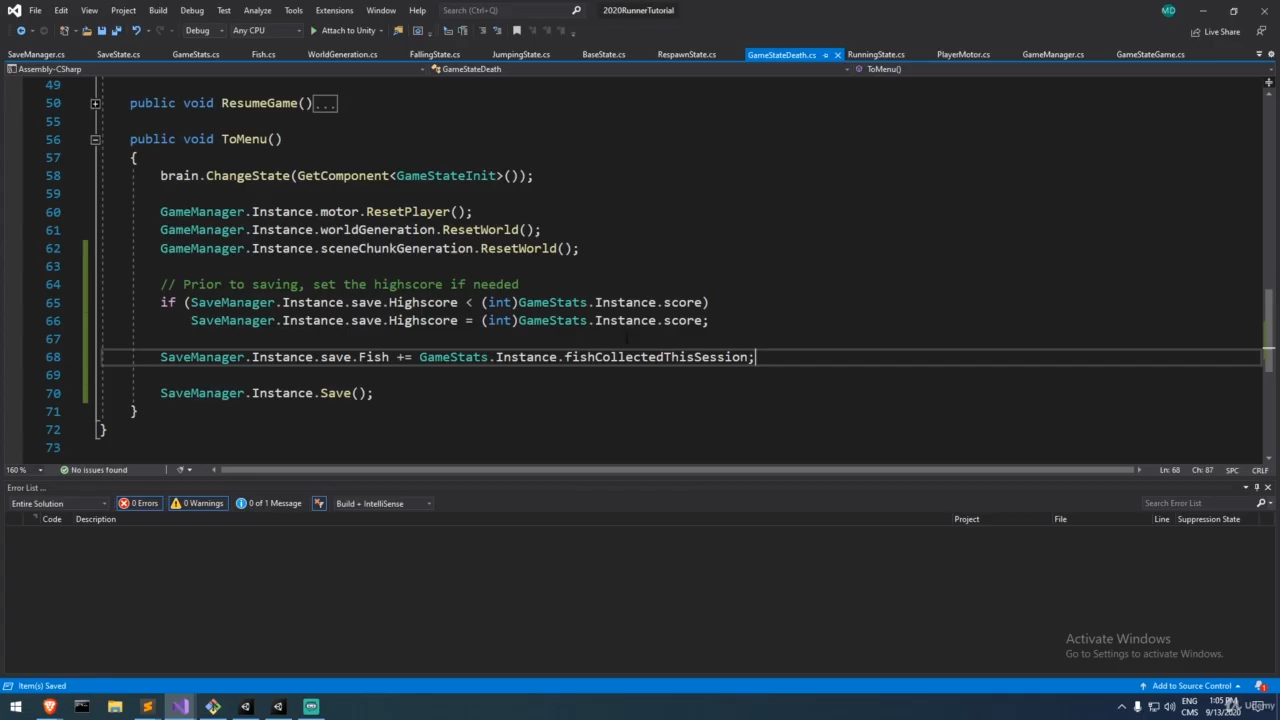 File Edit View Project Build Debug Test Analyze Tools Extensions Window Help Search (Ctrl+Q) 2020RunnerTutorial MD
Debug Any CPU Attach to Unity Live Share
SaveManager.cs SaveState.cs GameStats.cs Fish.cs WorldGeneration.cs FallingState.cs JumpingState.cs BaseState.cs RespawnState.cs GameStateDeath.cs RunningState.cs PlayerMotor.cs GameManager.cs GameStateGame.cs
Assembly-CSharp GameStateDeath ToMenu()
49
50 public void ResumeGame()...
55
56 public void ToMenu()
57 {
58 brain.ChangeState(GetComponent<GameStateInit>());
59
60 GameManager.Instance.motor.ResetPlayer();
61 GameManager.Instance.worldGeneration.ResetWorld();
62 GameManager.Instance.sceneChunkGeneration.ResetWorld();
63
64 // Prior to saving, set the highscore if needed
65 if (SaveManager.Instance.save.Highscore < (int)GameStats.Instance.score)
66 SaveManager.Instance.save.Highscore = (int)GameStats.Instance.score;
67
68 SaveManager.Instance.save.Fish += GameStats.Instance.fishCollectedThisSession;
69
70 SaveManager.Instance.Save();
71 }
72 }
73
160 % No issues found Ln: 68 Ch: 87 SPC CRLF
Error List ...
Entire Solution 0 Errors 0 Warnings 0 of 1 Message Build + IntelliSense Search Error List
Code Description Project File Line Suppression State
Activate Windows
Go to Settings to activate Windows.
Item(s) Saved Add to Source Control 1
ENG 1:05 PM
CMS 9/13/2020
Udemy